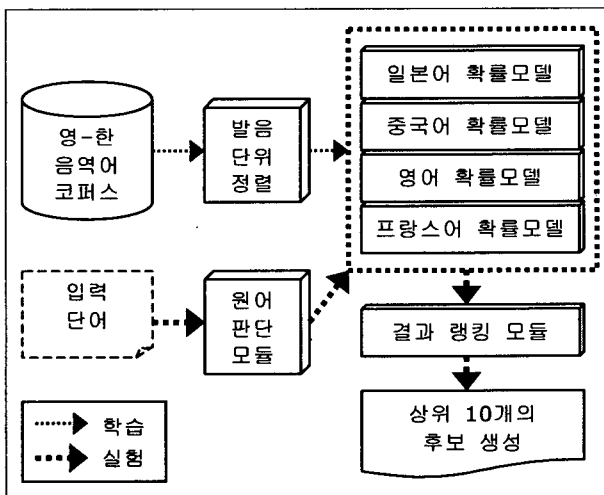 영-한
음역어
코퍼스
발음
단위
정렬
일본어 확률모델
중국어 확률모델
영어 확률모델
프랑스어 확률모델
입력
단어
원어
판단
모듈
결과 랭킹 모듈
상위 10개의
후보 생성
학습
실험